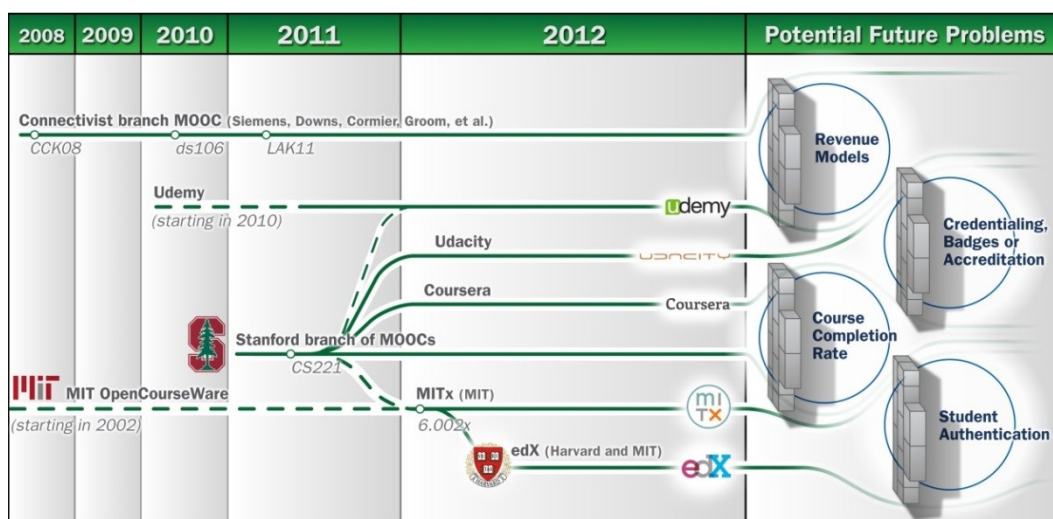 2008 2009 2010 2011 2012 Potential Future Problems
Connectivist branch MOOC (Siemens, Downs, Cormier, Groom, et al.)
CCK08 ds106 LAK11
Revenue
Models
Udemy
(starting in 2010)
udemy
Udacity
UDACITY
Credentialing,
Badges or
Accreditation
Coursera
Coursera
Stanford branch of MOOCs
CS221
S
Course
Completion
Rate
MIT
MIT OpenCourseWare
(starting in 2002)
MITx (MIT)
6.002x
MITX
edX (Harvard and MIT)
HARVARD
edX
Student
Authentication